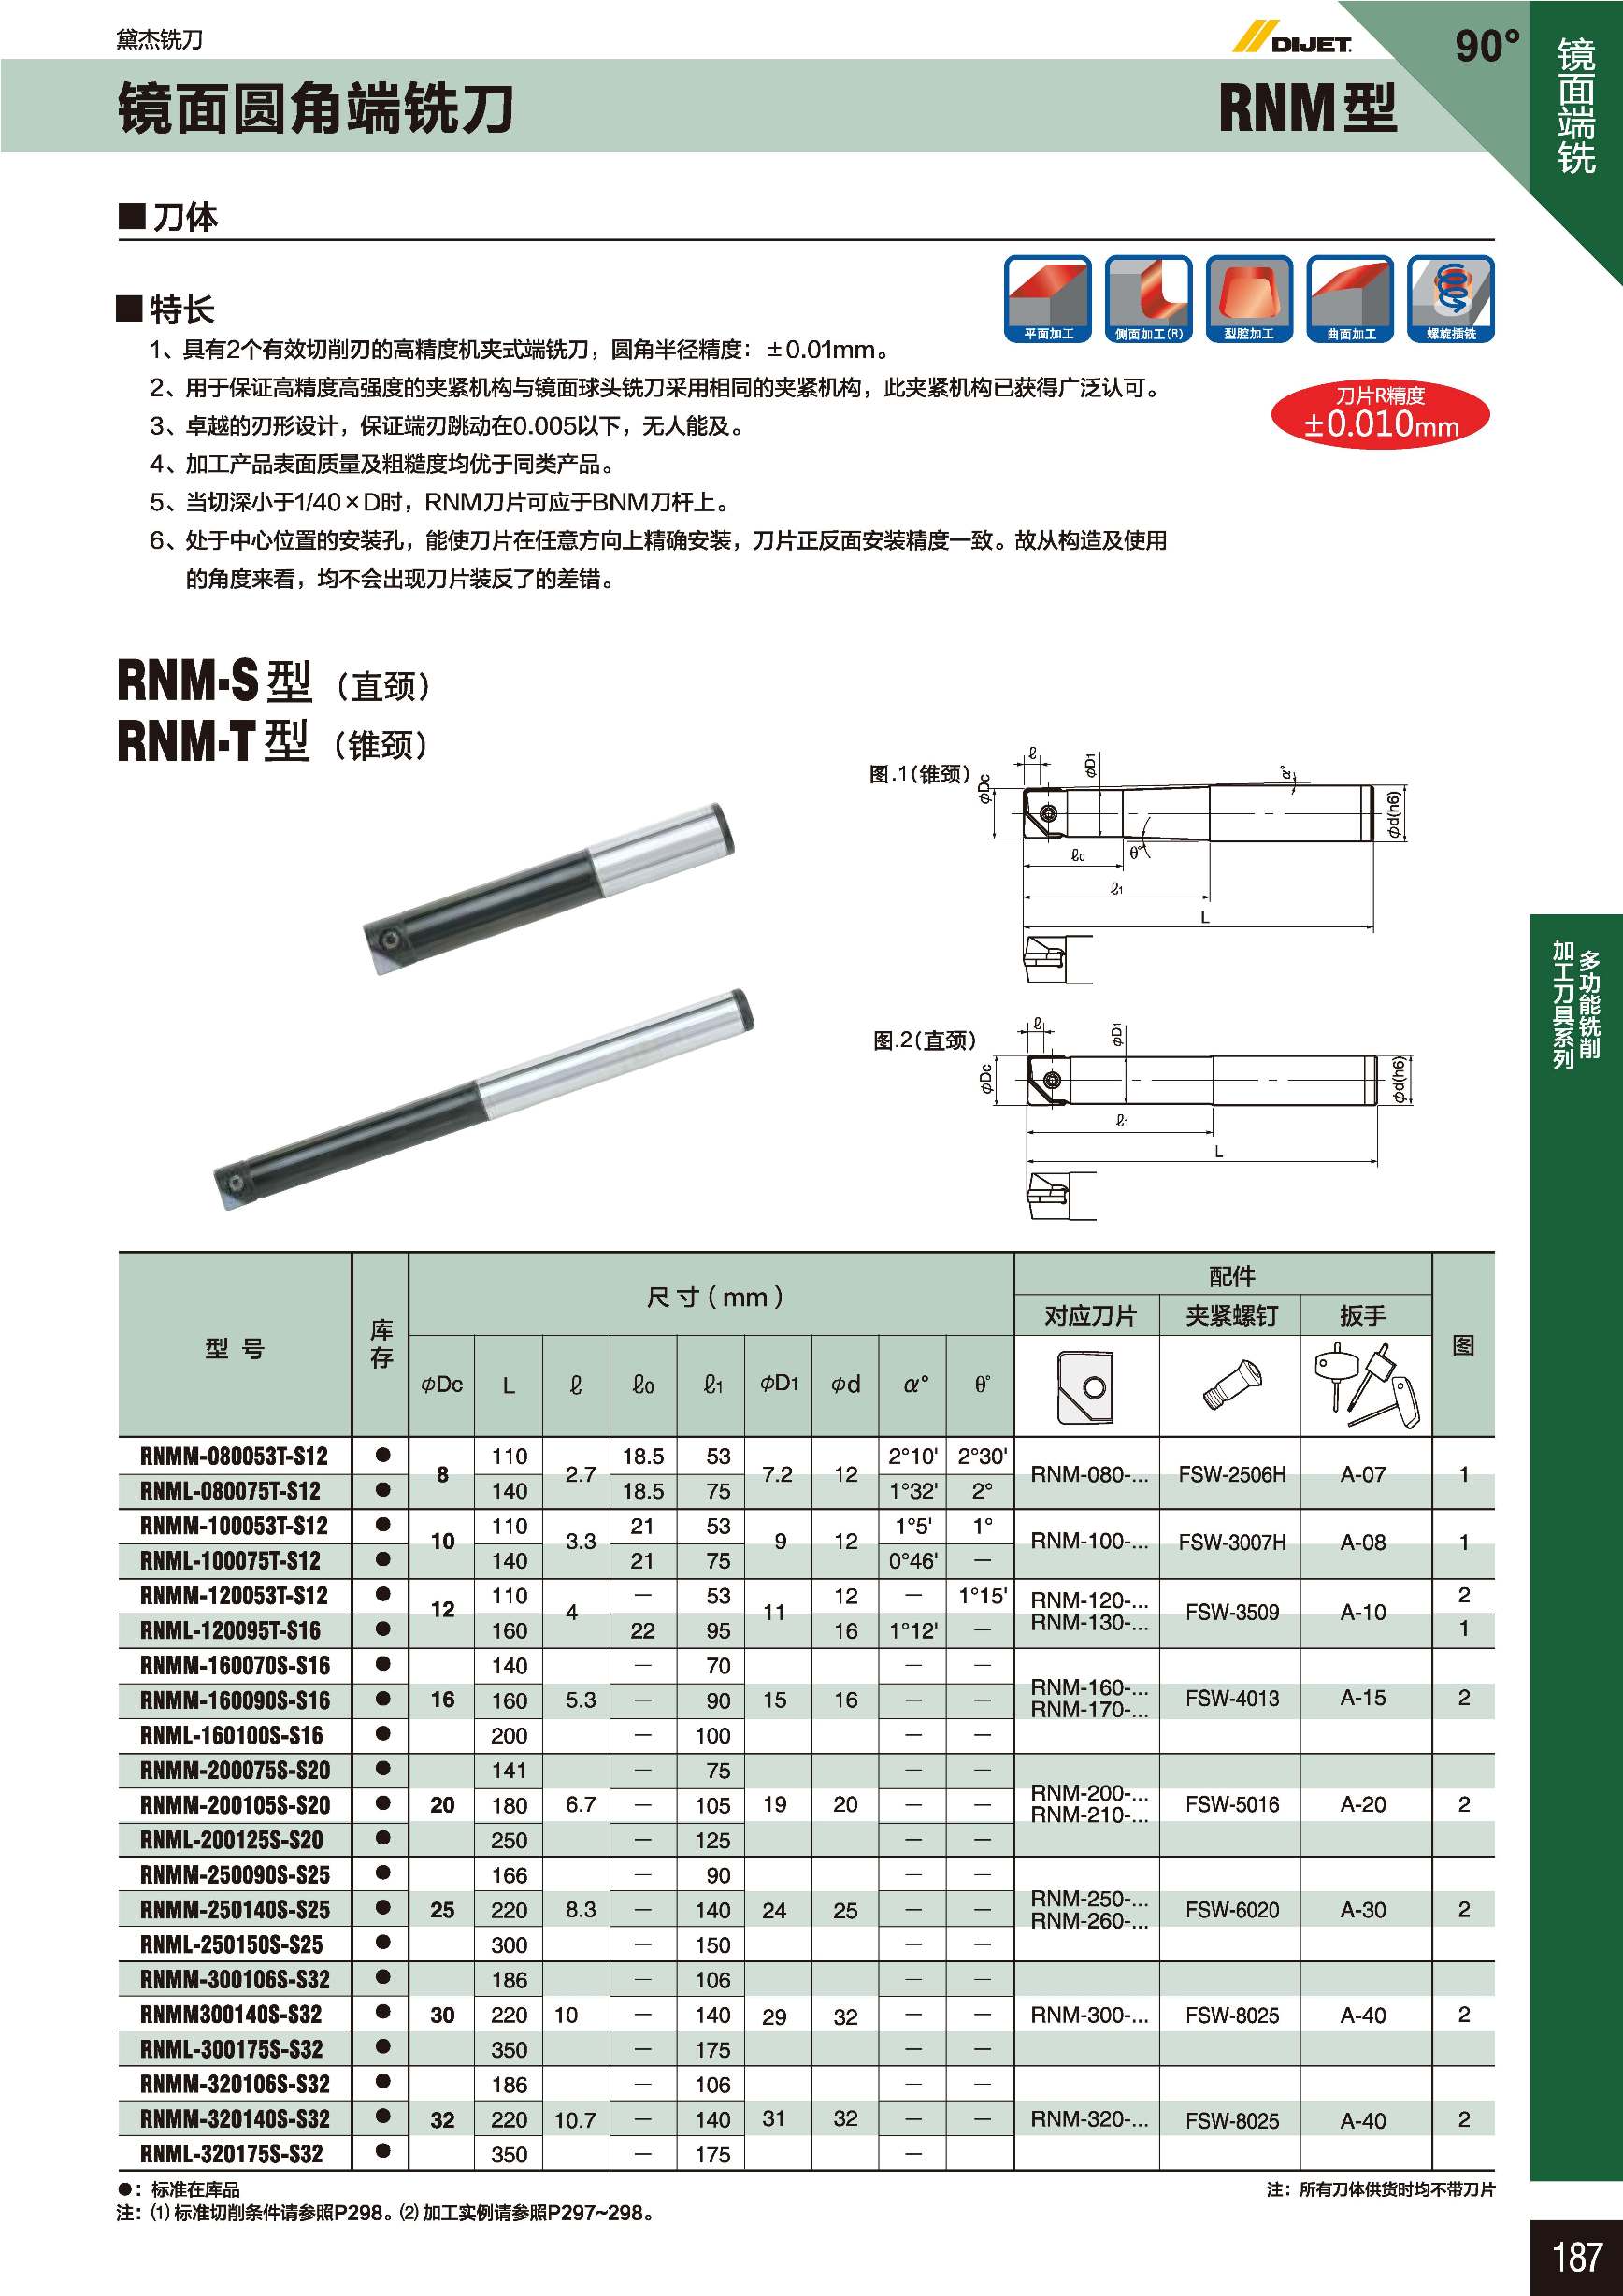 黛杰铣刀
DIJET
90°
镜面圆角端铣刀
RNM型
镜面端铣
■刀体
■特长
平面加工 侧面加工(R) 型腔加工 曲面加工 螺旋插铣
1、具有2个有效切削刃的高精度机夹式端铣刀，圆角半径精度：±0.01mm。
2、用于保证高精度高强度的夹紧机构与镜面球头铣刀采用相同的夹紧机构，此夹紧机构已获得广泛认可。
3、卓越的刃形设计，保证端刃跳动在0.005以下，无人能及。
4、加工产品表面质量及粗糙度均优于同类产品。
5、当切深小于1/40×D时，RNM刀片可应于BNM刀杆上。
6、处于中心位置的安装孔，能使刀片在任意方向上精确安装，刀片正反面安装精度一致。故从构造及使用
的角度来看，均不会出现刀片装反了的差错。
刀片R精度
±0.010mm
RNM-S型（直颈）
RNM-T型（锥颈）
图.1(锥颈)
ℓ φD1 α° φDc φd(h6) ℓ0 θ° ℓ1 L
图.2(直颈)
ℓ φD1 φDc φd(h6) ℓ1 L
多功能铣削
加工刀具系列
型 号 库存 尺 寸 ( mm ) 配件 图
对应刀片 夹紧螺钉 扳手
φDc L ℓ ℓ0 ℓ1 φD1 φd α° θ°
RNMM-080053T-S12 ● 8 110 2.7 18.5 53 7.2 12 2°10' 2°30' RNM-080-... FSW-2506H A-07 1
RNML-080075T-S12 ● 140 18.5 75 1°32' 2°
RNMM-100053T-S12 ● 10 110 3.3 21 53 9 12 1°5' 1° RNM-100-... FSW-3007H A-08 1
RNML-100075T-S12 ● 140 21 75 0°46' —
RNMM-120053T-S12 ● 12 110 4 — 53 11 12 — 1°15' RNM-120-... FSW-3509 A-10 2
RNML-120095T-S16 ● 160 22 95 16 1°12' — RNM-130-... 1
RNMM-160070S-S16 ● 140 — 70 — —
RNMM-160090S-S16 ● 16 160 5.3 — 90 15 16 — — RNM-160-... RNM-170-... FSW-4013 A-15 2
RNML-160100S-S16 ● 200 — 100 — —
RNMM-200075S-S20 ● 141 — 75 — —
RNMM-200105S-S20 ● 20 180 6.7 — 105 19 20 — — RNM-200-... RNM-210-... FSW-5016 A-20 2
RNML-200125S-S20 ● 250 — 125 — —
RNMM-250090S-S25 ● 166 — 90 — —
RNMM-250140S-S25 ● 25 220 8.3 — 140 24 25 — — RNM-250-... RNM-260-... FSW-6020 A-30 2
RNML-250150S-S25 ● 300 — 150 — —
RNMM-300106S-S32 ● 186 — 106 — —
RNMM300140S-S32 ● 30 220 10 — 140 29 32 — — RNM-300-... FSW-8025 A-40 2
RNML-300175S-S32 ● 350 — 175 — —
RNMM-320106S-S32 ● 186 — 106 — —
RNMM-320140S-S32 ● 32 220 10.7 — 140 31 32 — — RNM-320-... FSW-8025 A-40 2
RNML-320175S-S32 ● 350 — 175 —
●：标准在库品
注：所有刀体供货时均不带刀片
注：⑴ 标准切削条件请参照P298。⑵ 加工实例请参照P297~298。
187